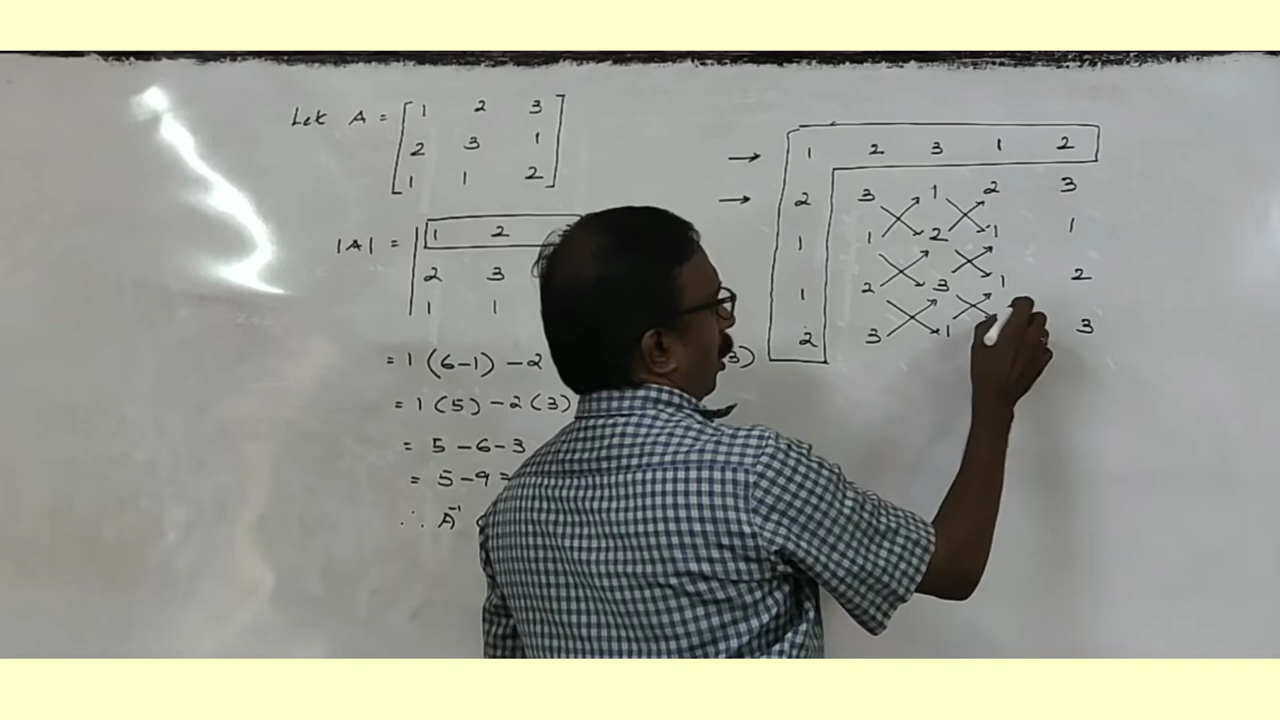 Let A = [ 1 2 3
2 3 1
1 1 2 ]
|A| = | 1 2
2 3
1 1
= 1 (6-1) - 2 3)
= 1 (5) - 2 (3)
= 5 - 6 - 3
= 5 - 9 =
∴ A⁻¹
→ 1 2 3 1 2
→ 2 3 1 2 3
1 1 2 1 1
1 2 3 1 2
2 3 1 3